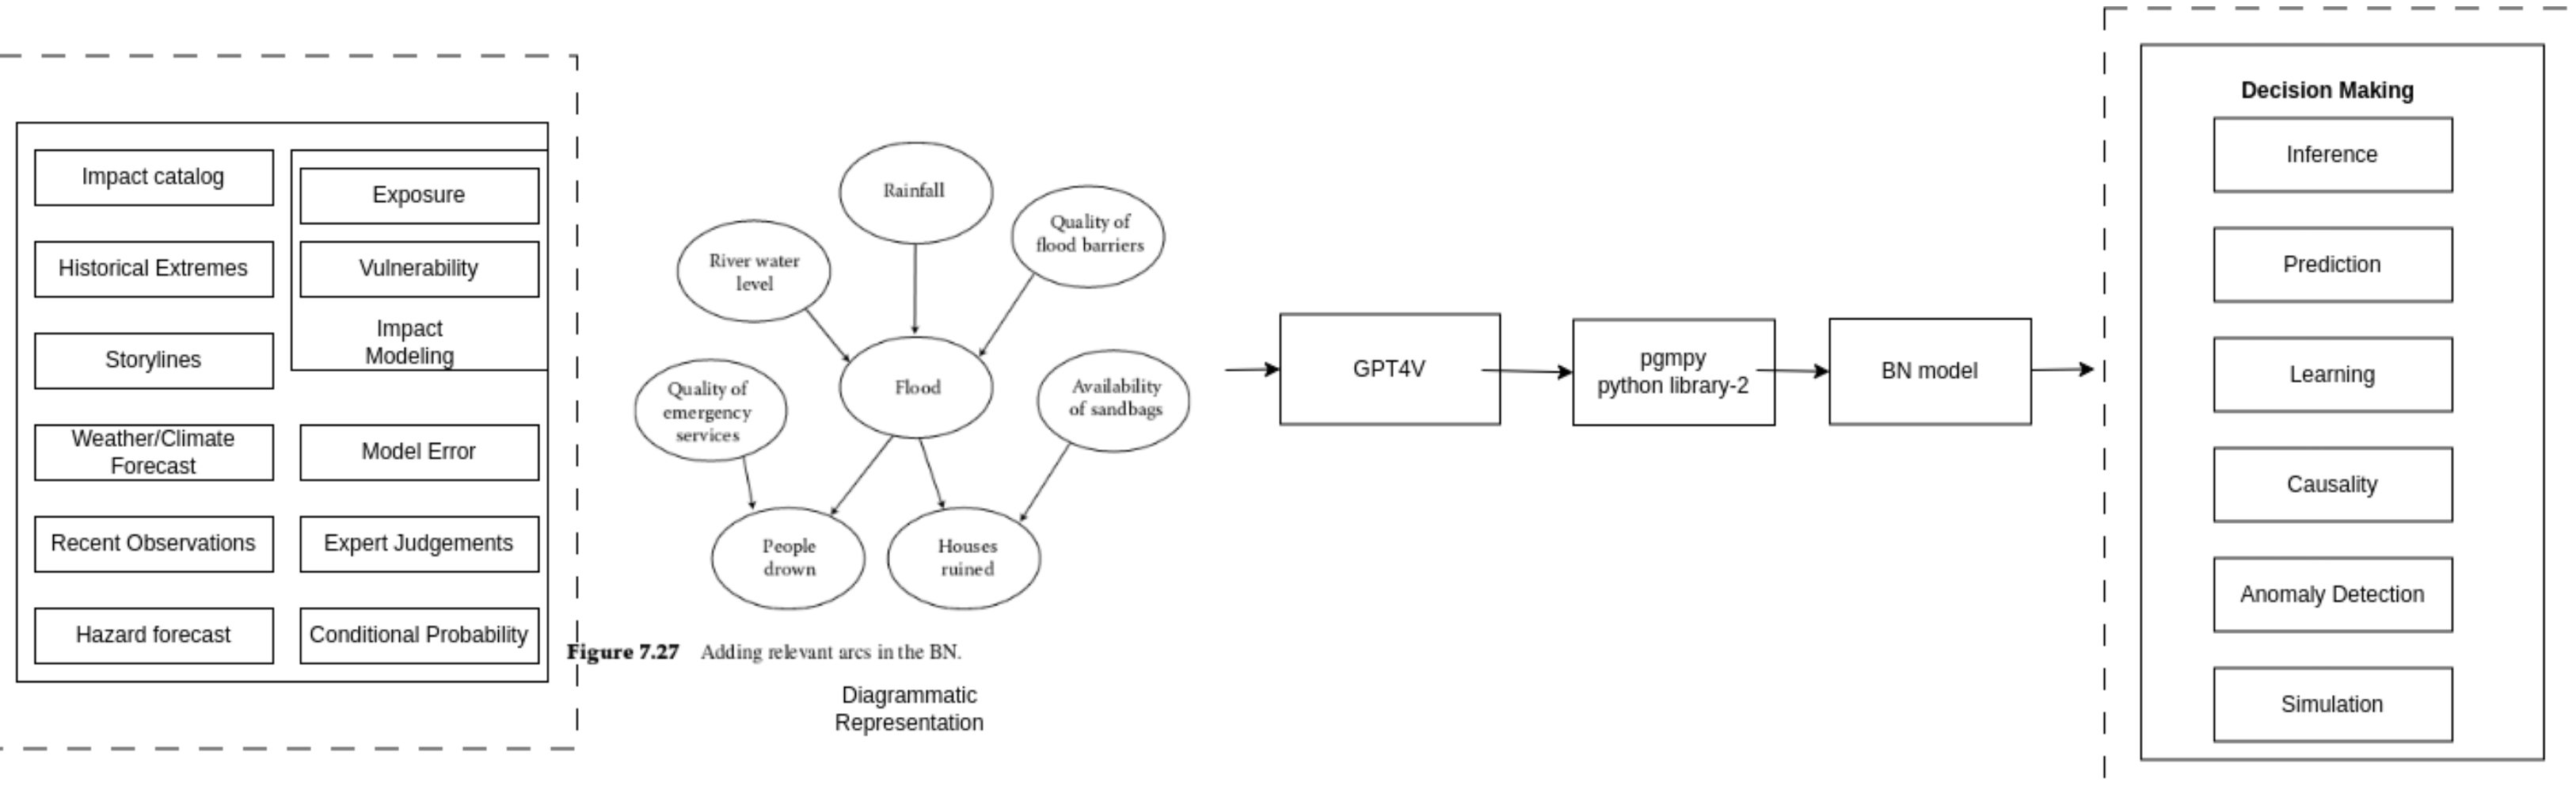 Impact catalog
Historical Extremes
Storylines
Weather/Climate
Forecast
Recent Observations
Hazard forecast
Exposure
Vulnerability
Impact
Modeling
Model Error
Expert Judgements
Conditional Probability
Rainfall
Quality of
flood barriers
River water
level
Flood
Quality of
emergency
services
Availability
of sandbags
People
drown
Houses
ruined
Figure 7.27 Adding relevant arcs in the BN.
Diagrammatic
Representation
GPT4V
pgmpy
python library-2
BN model
Decision Making
Inference
Prediction
Learning
Causality
Anomaly Detection
Simulation